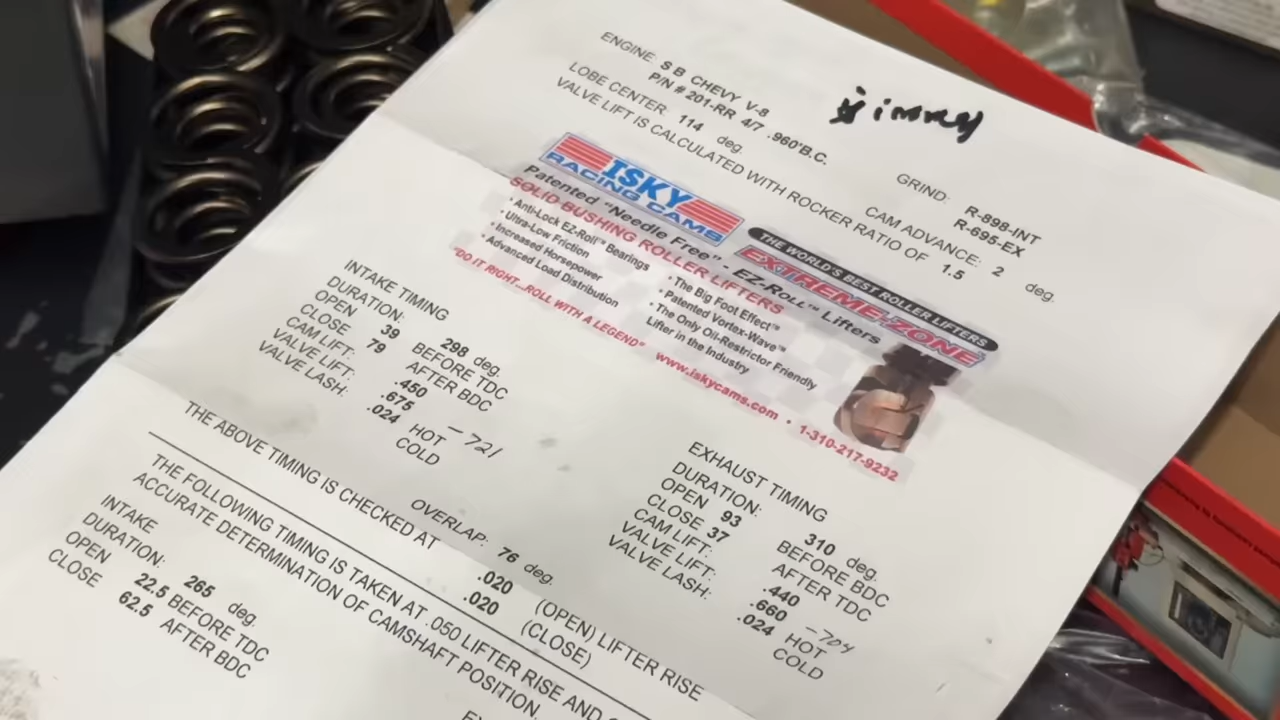 ENGINE: S B CHEVY V-8
P/N # 201-RR 4/7 .960'B.C.
jimmy
LOBE CENTER 114 deg.
GRIND: R-898-INT
R-695-EX
CAM ADVANCE: 2 deg.
VALVE LIFT IS CALCULATED WITH ROCKER RATIO OF 1.5
ISKY
RACING CAMS
Patented "Needle Free" - EZ-Roll™ Lifters
SOLID BUSHING ROLLER LIFTERS
• Anti-Lock EZ-Roll™ Bearings
• Ultra-Low Friction
• Increased Horsepower
• Advanced Load Distribution
THE WORLD'S BEST ROLLER LIFTERS
EXTREME-ZONE
• The Big Foot Effect™
• Patented Vortex-Wave™
• The Only Oil-Restrictor Friendly
Lifter in the Industry
"DO IT RIGHT...ROLL WITH A LEGEND" www.iskycams.com • 1-310-217-9232
INTAKE TIMING
DURATION: 298 deg.
OPEN 39 BEFORE TDC
CLOSE 79 AFTER BDC
CAM LIFT: .450
VALVE LIFT: .675 - 721
VALVE LASH: .024 HOT
COLD
EXHAUST TIMING
DURATION: 310 deg.
OPEN 93 BEFORE BDC
CLOSE 37 AFTER TDC
CAM LIFT: .440
VALVE LIFT: .660 - 704
VALVE LASH: .024 HOT
COLD
OVERLAP: 76 deg.
THE ABOVE TIMING IS CHECKED AT .020 (OPEN) LIFTER RISE
.020 (CLOSE)
THE FOLLOWING TIMING IS TAKEN AT .050 LIFTER RISE AND
ACCURATE DETERMINATION OF CAMSHAFT POSITION.
INTAKE
DURATION: 265 deg.
OPEN 22.5 BEFORE TDC
CLOSE 62.5 AFTER BDC